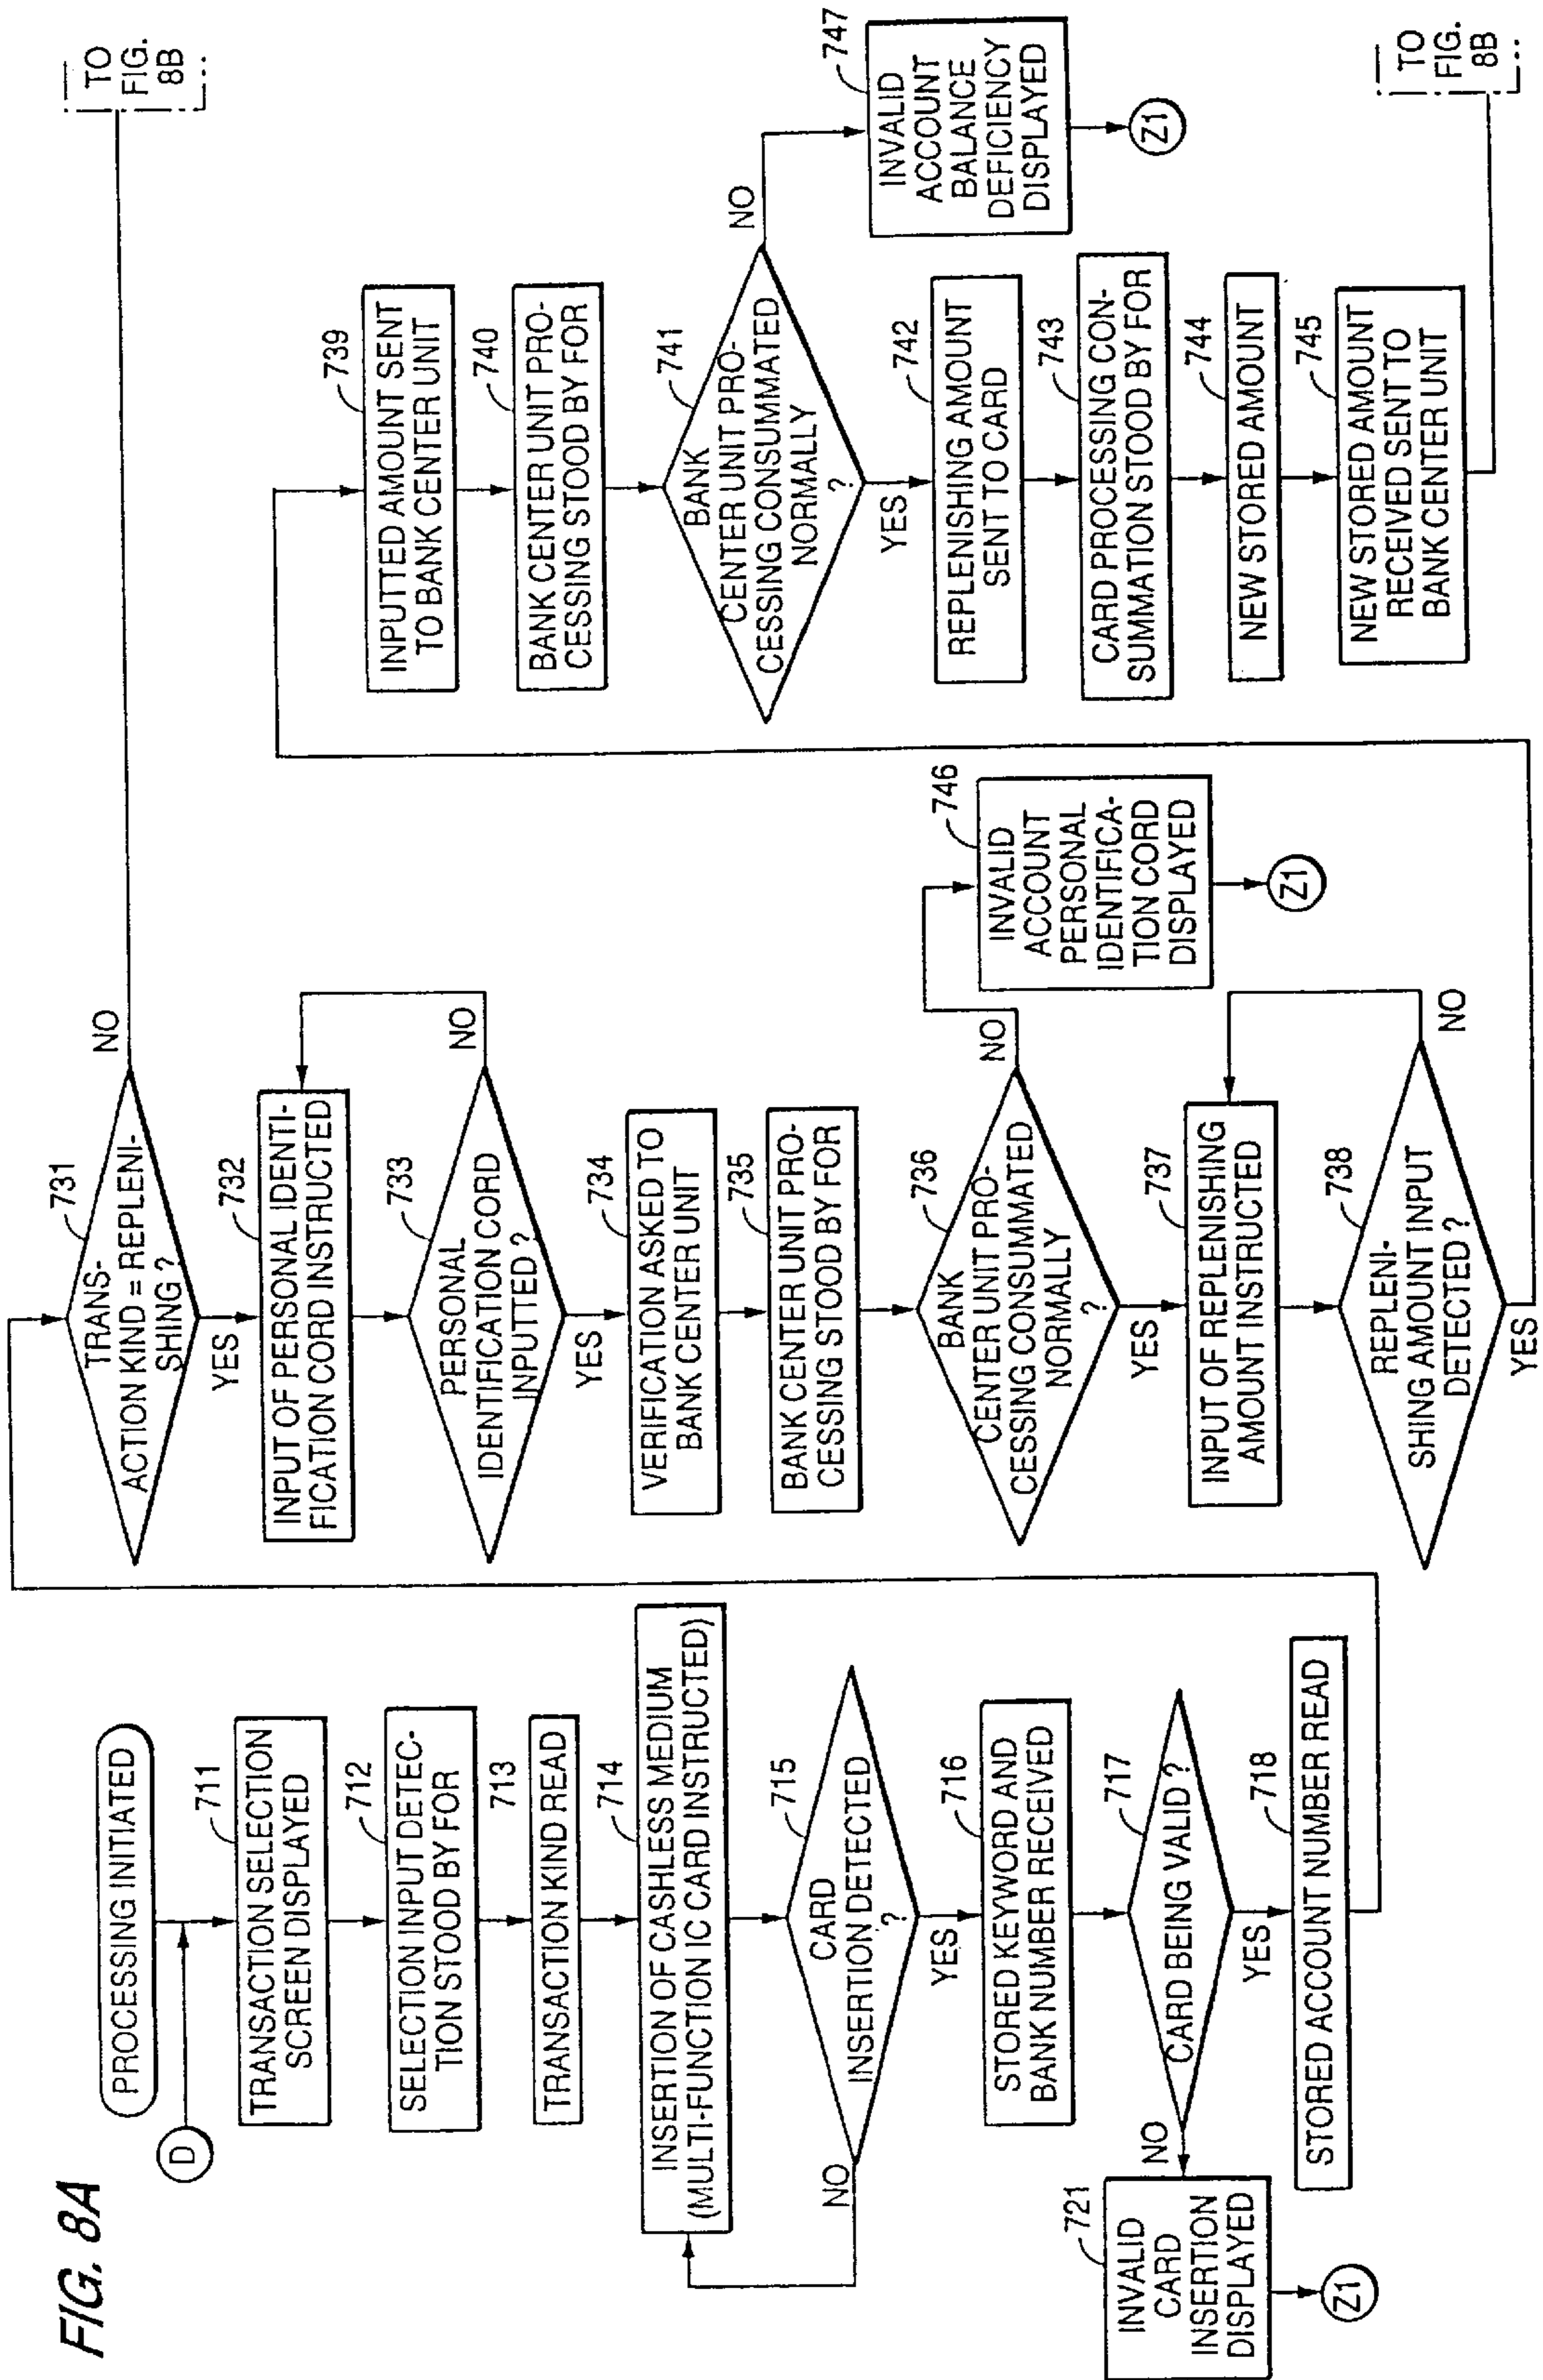 FIG. 8A
PROCESSING INITIATED
D
711
TRANSACTION SELECTION
SCREEN DISPLAYED
712
SELECTION INPUT DETEC-
TION STOOD BY FOR
713
TRANSACTION KIND READ
714
INSERTION OF CASHLESS MEDIUM
(MULTI-FUNCTION IC CARD INSTRUCTED)
715
CARD
INSERTION DETECTED
?
NO
YES
716
STORED KEYWORD AND
BANK NUMBER RECEIVED
717
CARD BEING VALID ?
NO
YES
721
INVALID
CARD
INSERTION
DISPLAYED
Z1
718
STORED ACCOUNT NUMBER READ
731
TRANS-
ACTION KIND = REPLENI-
SHING ?
NO
TO
FIG.
8B
YES
732
INPUT OF PERSONAL IDENTI-
FICATION CORD INSTRUCTED
733
PERSONAL
IDENTIFICATION CORD
INPUTTED ?
NO
YES
734
VERIFICATION ASKED TO
BANK CENTER UNIT
735
BANK CENTER UNIT PRO-
CESSING STOOD BY FOR
736
BANK
CENTER UNIT PRO-
CESSING CONSUMMATED
NORMALLY
?
NO
YES
746
INVALID
ACCOUNT
PERSONAL
IDENTIFICA-
TION CORD
DISPLAYED
Z1
737
INPUT OF REPLENISHING
AMOUNT INSTRUCTED
738
REPLENI-
SHING AMOUNT INPUT
DETECTED ?
NO
YES
739
INPUTTED AMOUNT SENT
TO BANK CENTER UNIT
740
BANK CENTER UNIT PRO-
CESSING STOOD BY FOR
741
BANK
CENTER UNIT PRO-
CESSING CONSUMMATED
NORMALLY
?
NO
YES
747
INVALID
ACCOUNT
BALANCE
DEFICIENCY
DISPLAYED
Z1
742
REPLENISHING AMOUNT
SENT TO CARD
743
CARD PROCESSING CON-
SUMMATION STOOD BY FOR
744
NEW STORED AMOUNT
745
NEW STORED AMOUNT
RECEIVED SENT TO
BANK CENTER UNIT
TO
FIG.
8B